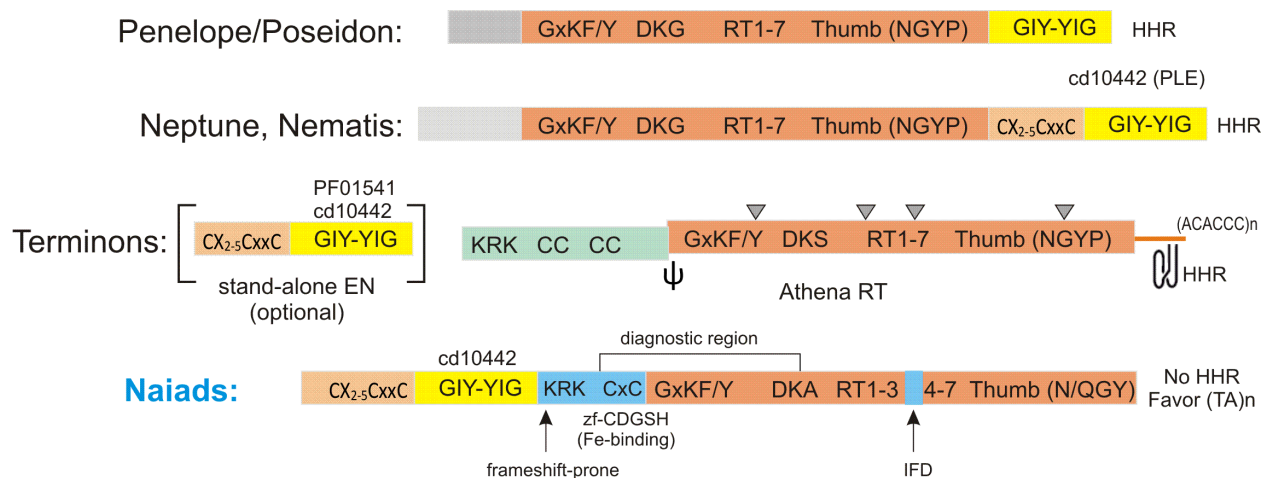 Penelope/Poseidon: GxKF/Y DKG RT1-7 Thumb (NGYP) GIY-YIG HHR
cd10442 (PLE)
Neptune, Nematis: GxKF/Y DKG RT1-7 Thumb (NGYP) CX₂₋₅CxxC GIY-YIG HHR
PF01541
cd10442
(ACACCC)n
Terminons: CX₂₋₅CxxC GIY-YIG KRK CC CC GxKF/Y DKS RT1-7 Thumb (NGYP)
ψ HHR
stand-alone EN
(optional)
Athena RT
diagnostic region
cd10442
Naiads: CX₂₋₅CxxC GIY-YIG KRK CxC GxKF/Y DKA RT1-3 4-7 Thumb (N/QGY)
No HHR
Favor (TA)n
zf-CDGSH
(Fe-binding)
frameshift-prone
IFD